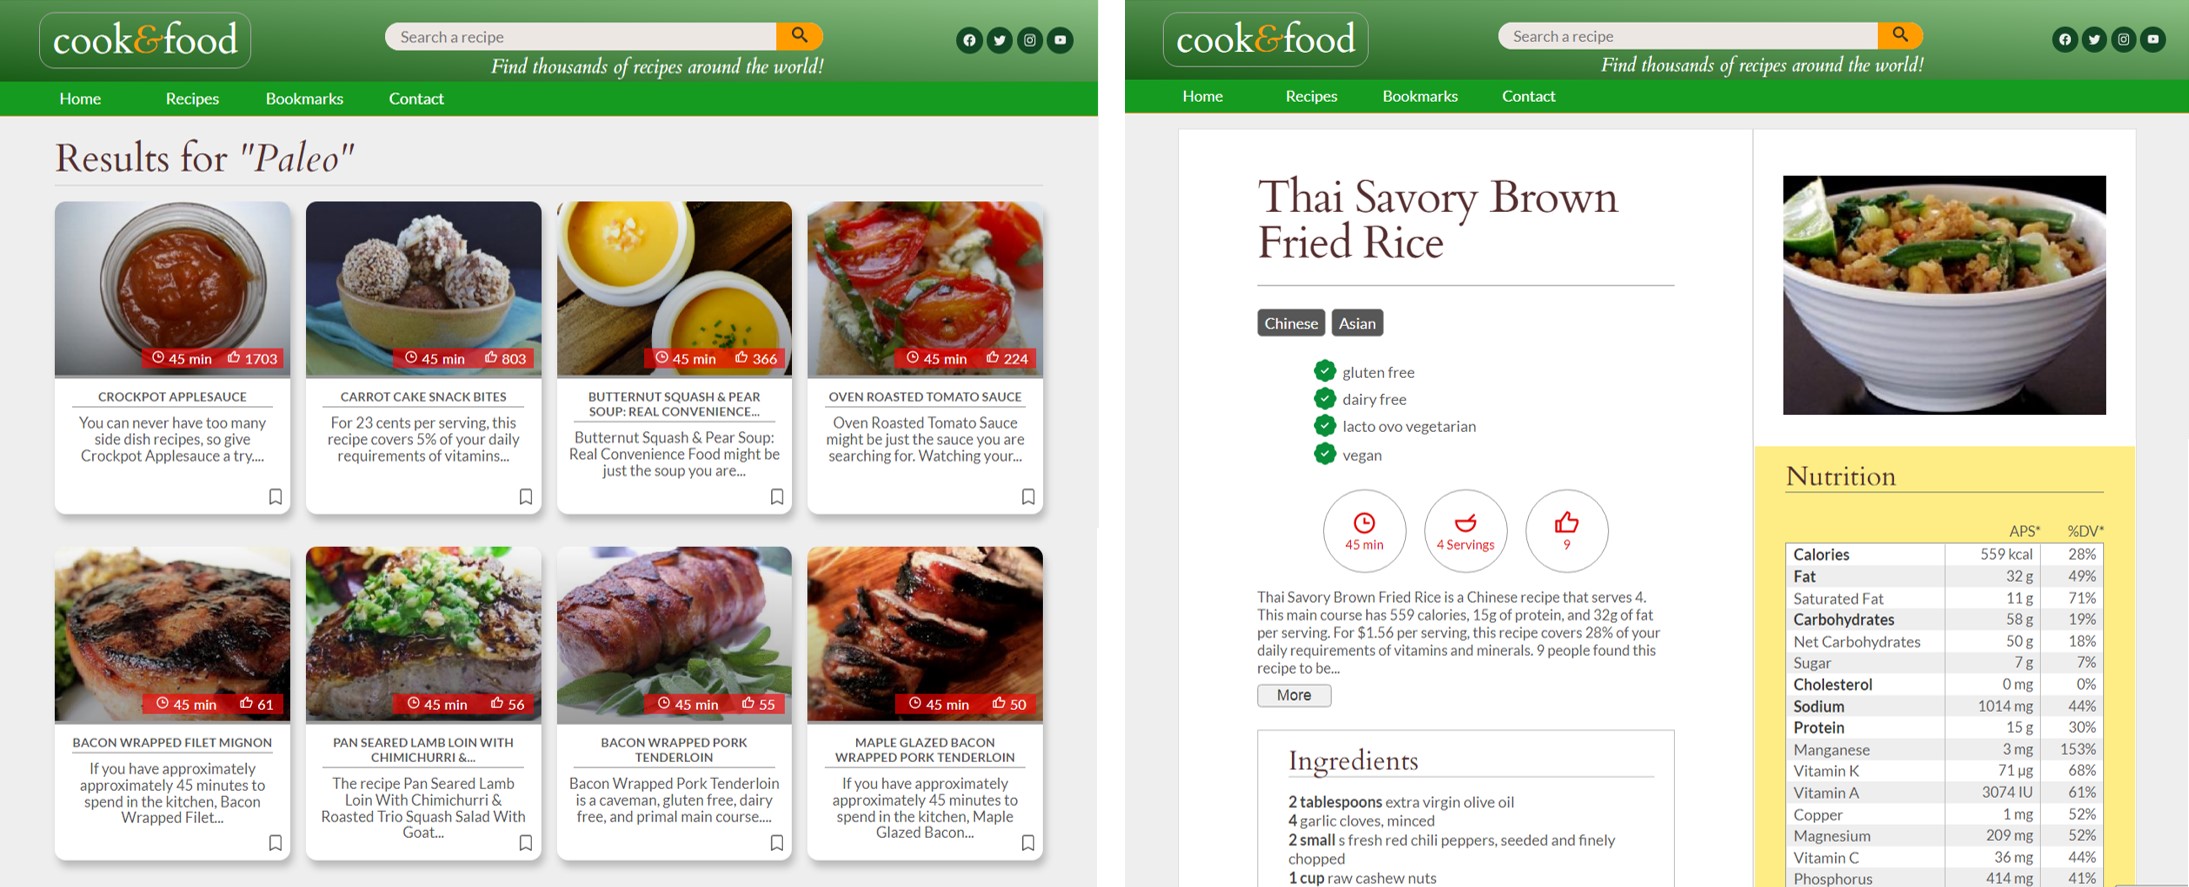 cook&food
Search a recipe
Find thousands of recipes around the world!
Home Recipes Bookmarks Contact
Results for "Paleo"
45 min 1703
CROCKPOT APPLESAUCE
You can never have too many
side dish recipes, so give
Crockpot Applesauce a try....
45 min 803
CARROT CAKE SNACK BITES
For 23 cents per serving, this
recipe covers 5% of your daily
requirements of vitamins...
45 min 366
BUTTERNUT SQUASH & PEAR
SOUP: REAL CONVENIENCE...
Butternut Squash & Pear Soup:
Real Convenience Food might be
just the soup you are...
45 min 224
OVEN ROASTED TOMATO SAUCE
Oven Roasted Tomato Sauce
might be just the sauce you are
searching for. Watching your...
45 min 61
BACON WRAPPED FILET MIGNON
If you have approximately
approximately 45 minutes to
spend in the kitchen, Bacon
Wrapped Filet...
45 min 56
PAN SEARED LAMB LOIN WITH
CHIMICHURRI &...
The recipe Pan Seared Lamb
Loin With Chimichurri &
Roasted Trio Squash Salad With
Goat...
45 min 55
BACON WRAPPED PORK
TENDERLOIN
Bacon Wrapped Pork Tenderloin
is a caveman, gluten free, dairy
free, and primal main course....
45 min 50
MAPLE GLAZED BACON
WRAPPED PORK TENDERLOIN
If you have approximately
approximately 45 minutes to
spend in the kitchen, Maple
Glazed Bacon...
cook&food
Search a recipe
Find thousands of recipes around the world!
Home Recipes Bookmarks Contact
Thai Savory Brown
Fried Rice
Chinese Asian
gluten free
dairy free
lacto ovo vegetarian
vegan
45 min 4 Servings 9
Thai Savory Brown Fried Rice is a Chinese recipe that serves 4.
This main course has 559 calories, 15g of protein, and 32g of fat
per serving. For $1.56 per serving, this recipe covers 28% of your
daily requirements of vitamins and minerals. 9 people found this
recipe to be...
More
Ingredients
2 tablespoons extra virgin olive oil
4 garlic cloves, minced
2 small s fresh red chili peppers, seeded and finely
chopped
1 cup raw cashew nuts
Nutrition
APS* %DV*
Calories 559 kcal 28%
Fat 32 g 49%
Saturated Fat 11 g 71%
Carbohydrates 58 g 19%
Net Carbohydrates 50 g 18%
Sugar 7 g 7%
Cholesterol 0 mg 0%
Sodium 1014 mg 44%
Protein 15 g 30%
Manganese 3 mg 153%
Vitamin K 71 µg 68%
Vitamin A 3074 IU 61%
Copper 1 mg 52%
Magnesium 209 mg 52%
Vitamin C 36 mg 44%
Phosphorus 414 mg 41%